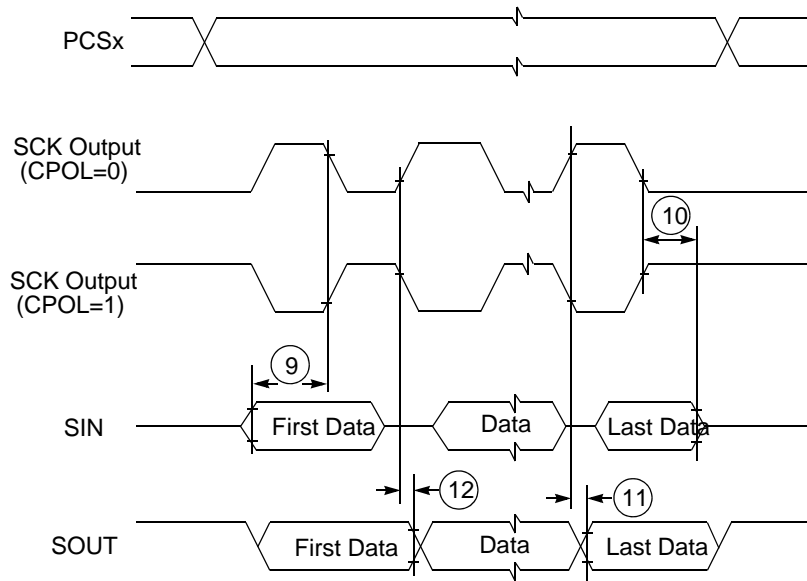 PCSx
SCK Output
(CPOL=0)
10
SCK Output
(CPOL=1)
9
SIN
First Data
Data
Last Data
12
11
SOUT
First Data
Data
Last Data